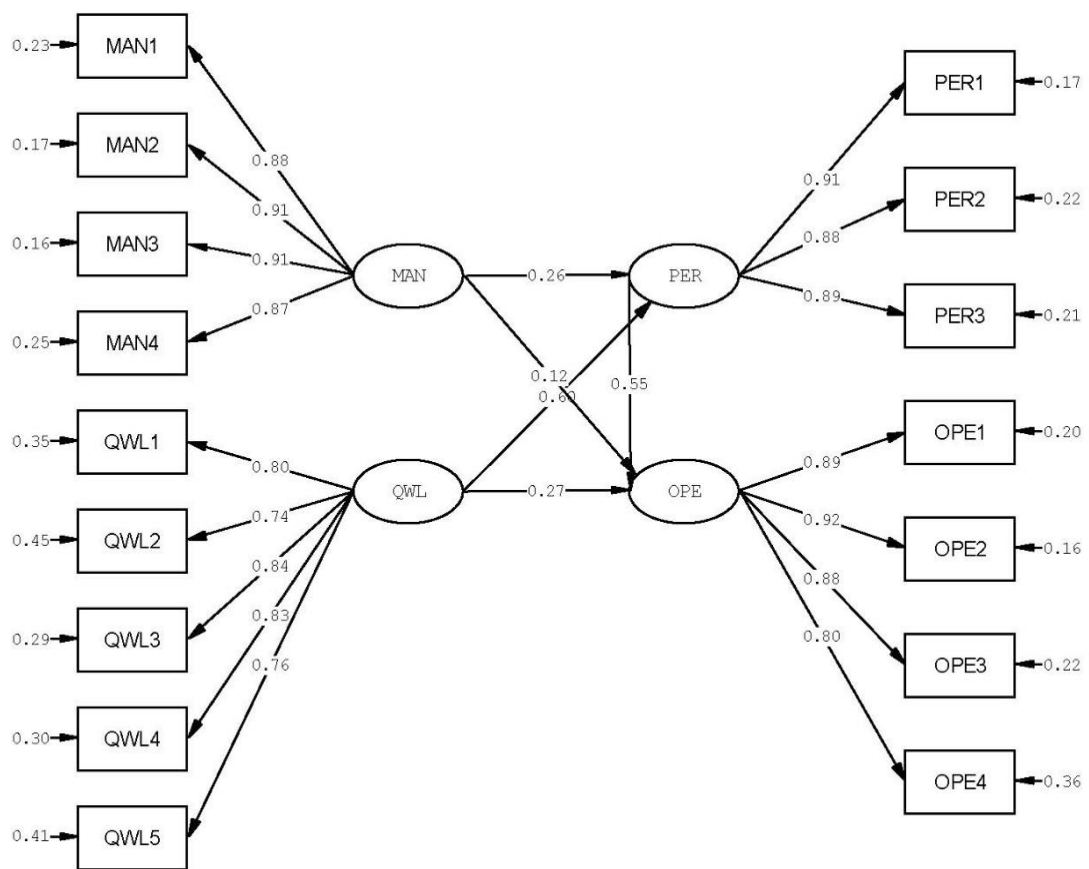 0.23 MAN1
PER1 0.17
0.17 MAN2
0.88
0.91
PER2 0.22
0.91
0.88
0.16 MAN3
0.91
MAN 0.26 PER
0.89
0.87
PER3 0.21
0.25 MAN4
0.12 0.55
0.60
0.35 QWL1
OPE1 0.20
0.80
0.89
QWL 0.27 OPE
0.74
0.92
0.45 QWL2
OPE2 0.16
0.84
0.88
0.83
0.80
0.29 QWL3
0.76
OPE3 0.22
0.30 QWL4
OPE4 0.36
0.41 QWL5